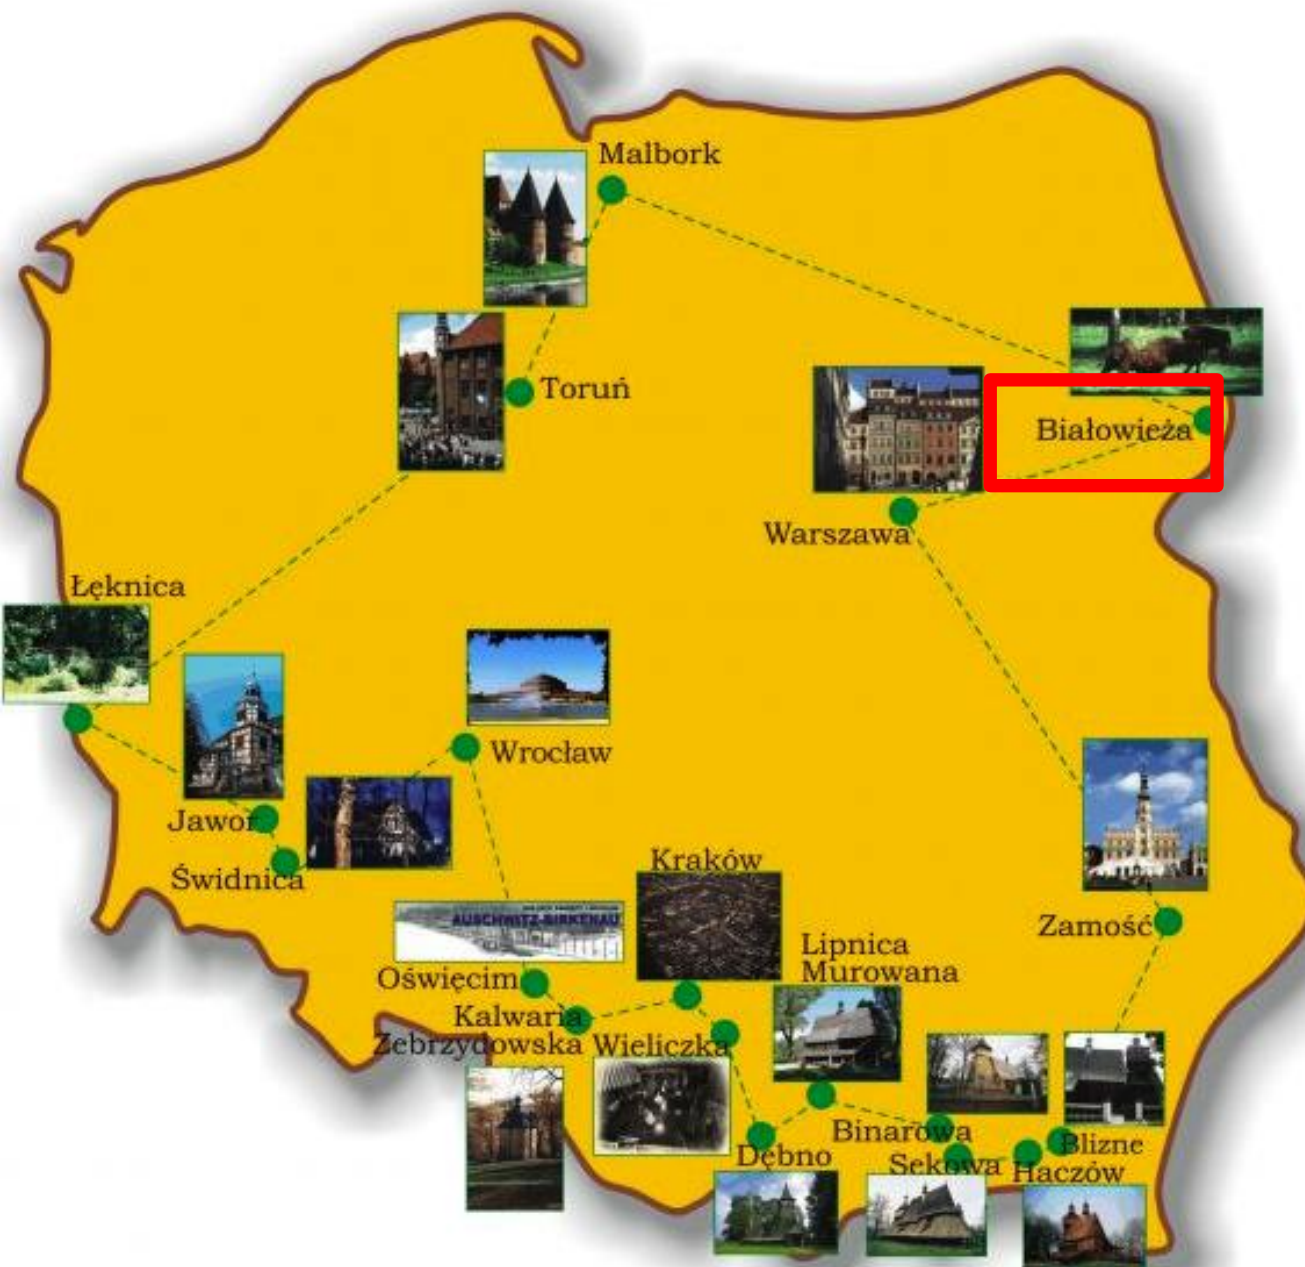 Malbork
Toruń
Białowieża
Warszawa
Łęknica
Wrocław
Jawor
Świdnica
Kraków
AUSCHWITZ-BIRKENAU
Lipnica
Murowana
Zamość
Oświęcim
Kalwaria
Zebrzydowska
Wieliczka
Dębno
Binarowa
Sękowa
Haczów
Blizne